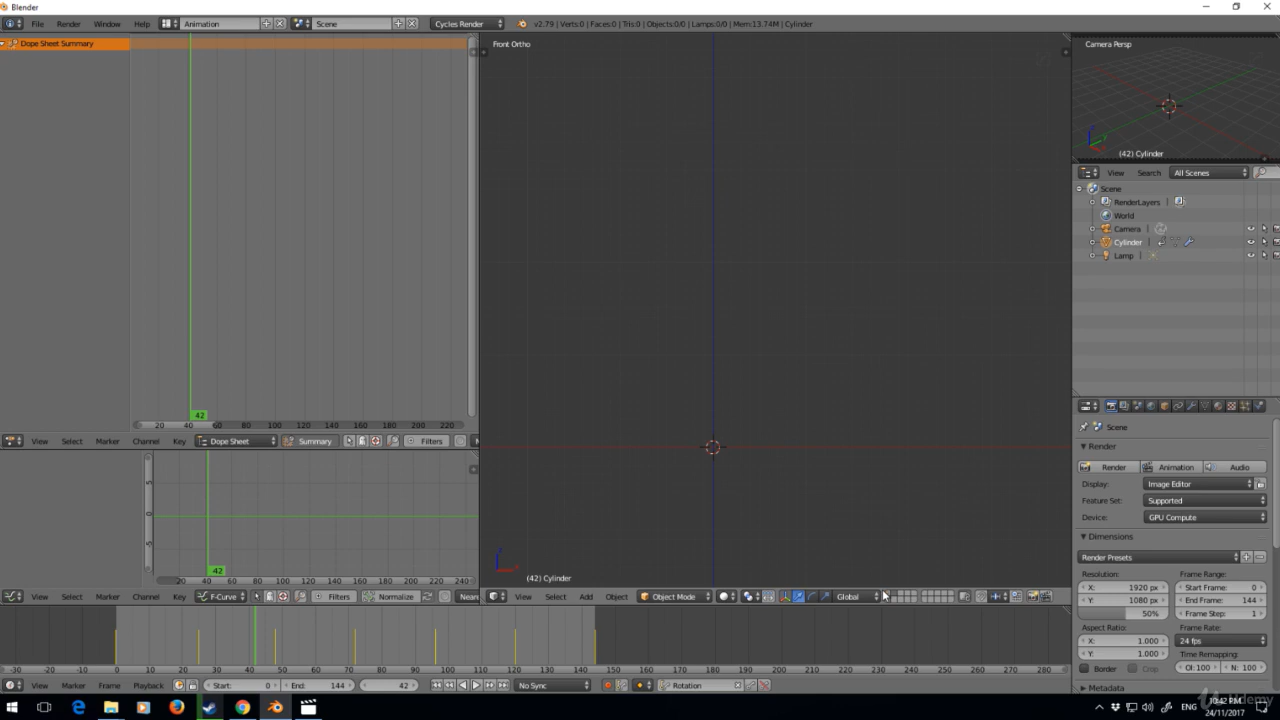 Blender
File Render Window Help Animation Scene Cycles Render v2.79 | Verts:0 | Faces:0 | Tris:0 | Objects:0/0 | Lamps:0/0 | Mem:13.74M | Cylinder
Dope Sheet Summary
Front Ortho
Camera Persp
(42) Cylinder
View Search All Scenes
Scene
RenderLayers
World
Camera
Cylinder
Lamp
42
20 40 60 80 100 120 140 160 180 200 220
View Select Marker Channel Key Dope Sheet Summary Filters
5
0
-5
42
20 40 60 80 100 120 140 160 180 200 220 240
View Select Marker Channel Key F-Curve Filters Normalize Near
(42) Cylinder
View Select Add Object Object Mode Global
Scene
Render
Render Animation Audio
Display: Image Editor
Feature Set: Supported
Device: GPU Compute
Dimensions
Render Presets
Resolution: Frame Range:
X: 1920 px Start Frame: 0
Y: 1080 px End Frame: 144
50% Frame Step: 1
Aspect Ratio: Frame Rate:
X: 1.000 24 fps
Y: 1.000 Time Remapping:
Border Crop Ol: 100 N: 100
Metadata
-30 -20 -10 0 10 20 30 40 50 60 70 80 90 100 110 120 130 140 150 160 170 180 190 200 210 220 230 240 250 260 270 280
View Marker Frame Playback Start: 0 End: 144 42 No Sync Rotation
ENG 10:42 PM
24/11/2017
Udemy